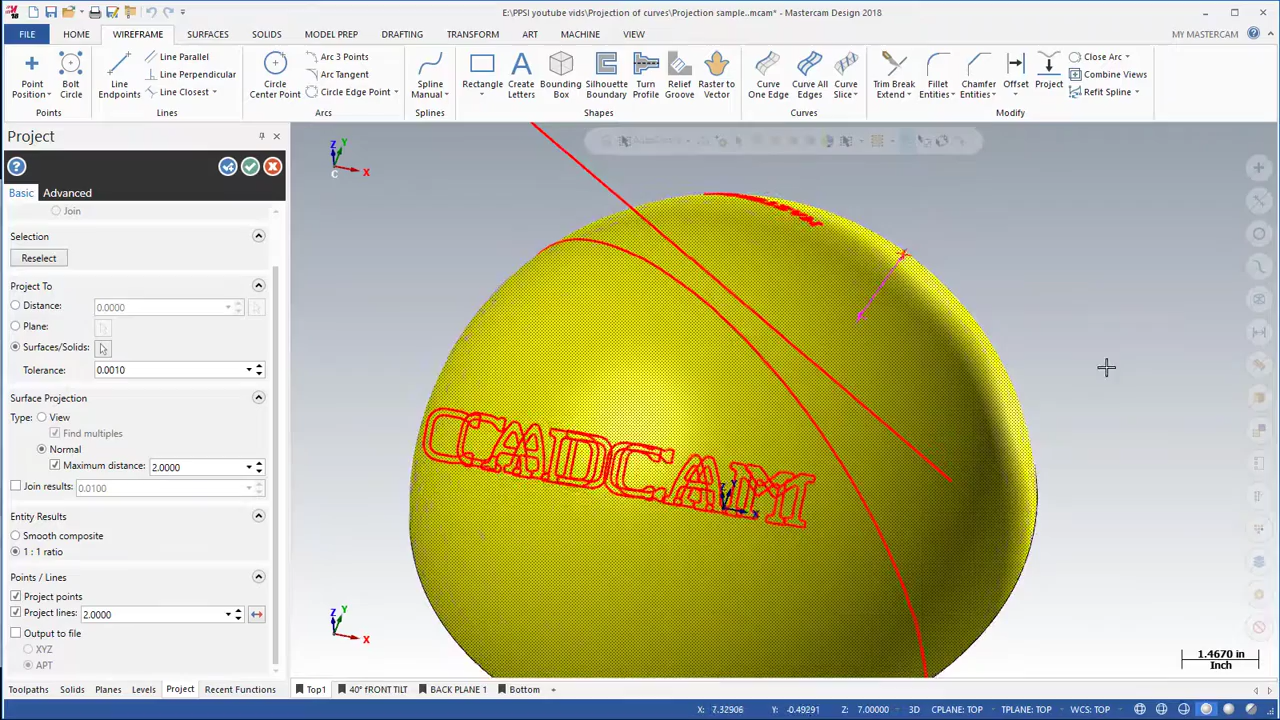 E:\PPSI youtube vids\Projection of curves\Projection sample..mcam* - Mastercam Design 2018
FILE HOME WIREFRAME SURFACES SOLIDS MODEL PREP DRAFTING TRANSFORM ART MACHINE VIEW MY MASTERCAM
Point Position
Bolt Circle
Points
Line Endpoints
Line Parallel
Line Perpendicular
Line Closest
Lines
Circle Center Point
Arc 3 Points
Arc Tangent
Circle Edge Point
Arcs
Spline Manual
Splines
Rectangle
Create Letters
Bounding Box
Silhouette Boundary
Turn Profile
Relief Groove
Raster to Vector
Shapes
Curve One Edge
Curve All Edges
Curve Slice
Curves
Trim Break Extend
Fillet Entities
Chamfer Entities
Offset
Project
Close Arc
Combine Views
Refit Spline
Modify
Project
Basic Advanced
Join
Selection
Reselect
Project To
Distance: 0.0000
Plane:
Surfaces/Solids:
Tolerance: 0.0010
Surface Projection
Type: View
Find multiples
Normal
Maximum distance: 2.0000
Join results: 0.0100
Entity Results
Smooth composite
1 : 1 ratio
Points / Lines
Project points
Project lines: 2.0000
Output to file
XYZ
APT
Z Y X
C
CADCAM
Z Y X
Z Y X
1.4670 in
Inch
Toolpaths Solids Planes Levels Project Recent Functions
Top1 40° fRONT TILT BACK PLANE 1 Bottom +
X: 7.32906 Y: -0.49291 Z: 7.00000 3D CPLANE: TOP TPLANE: TOP WCS: TOP